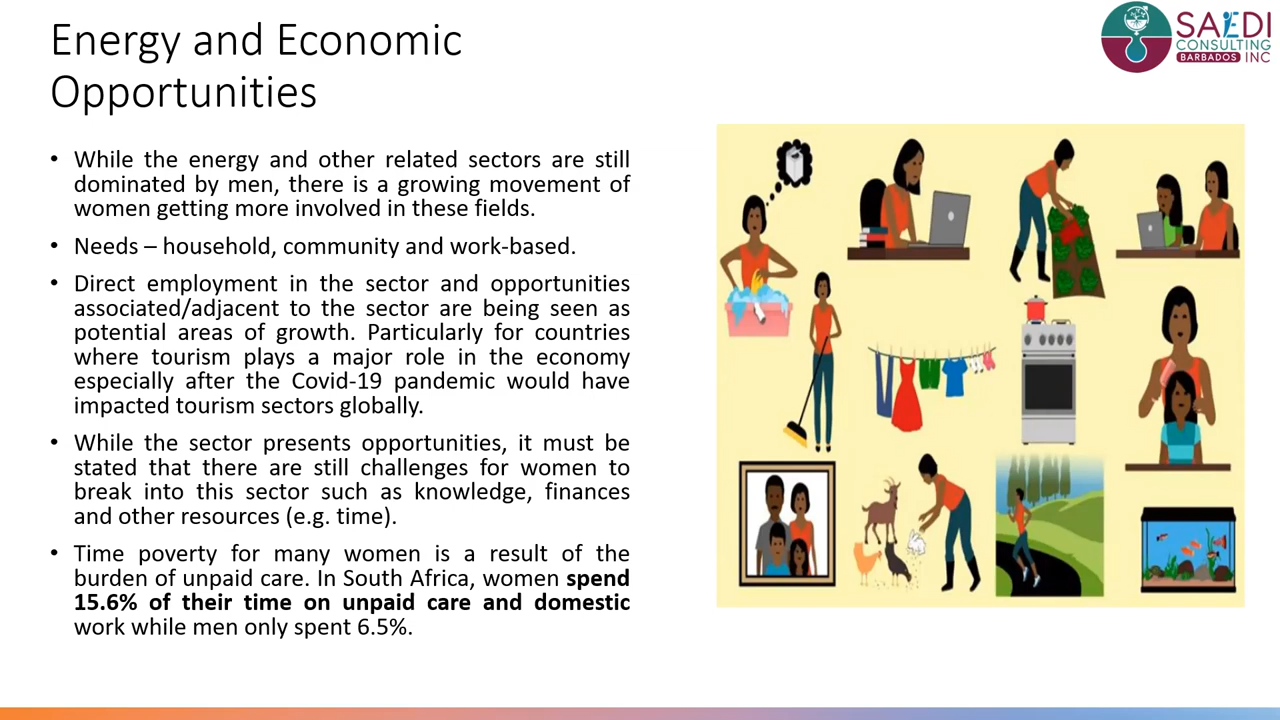 Energy and Economic
Opportunities
SAEDI
CONSULTING
BARBADOS INC
• While the energy and other related sectors are still
dominated by men, there is a growing movement of
women getting more involved in these fields.
• Needs – household, community and work-based.
• Direct employment in the sector and opportunities
associated/adjacent to the sector are being seen as
potential areas of growth. Particularly for countries
where tourism plays a major role in the economy
especially after the Covid-19 pandemic would have
impacted tourism sectors globally.
• While the sector presents opportunities, it must be
stated that there are still challenges for women to
break into this sector such as knowledge, finances
and other resources (e.g. time).
• Time poverty for many women is a result of the
burden of unpaid care. In South Africa, women spend
15.6% of their time on unpaid care and domestic
work while men only spent 6.5%.